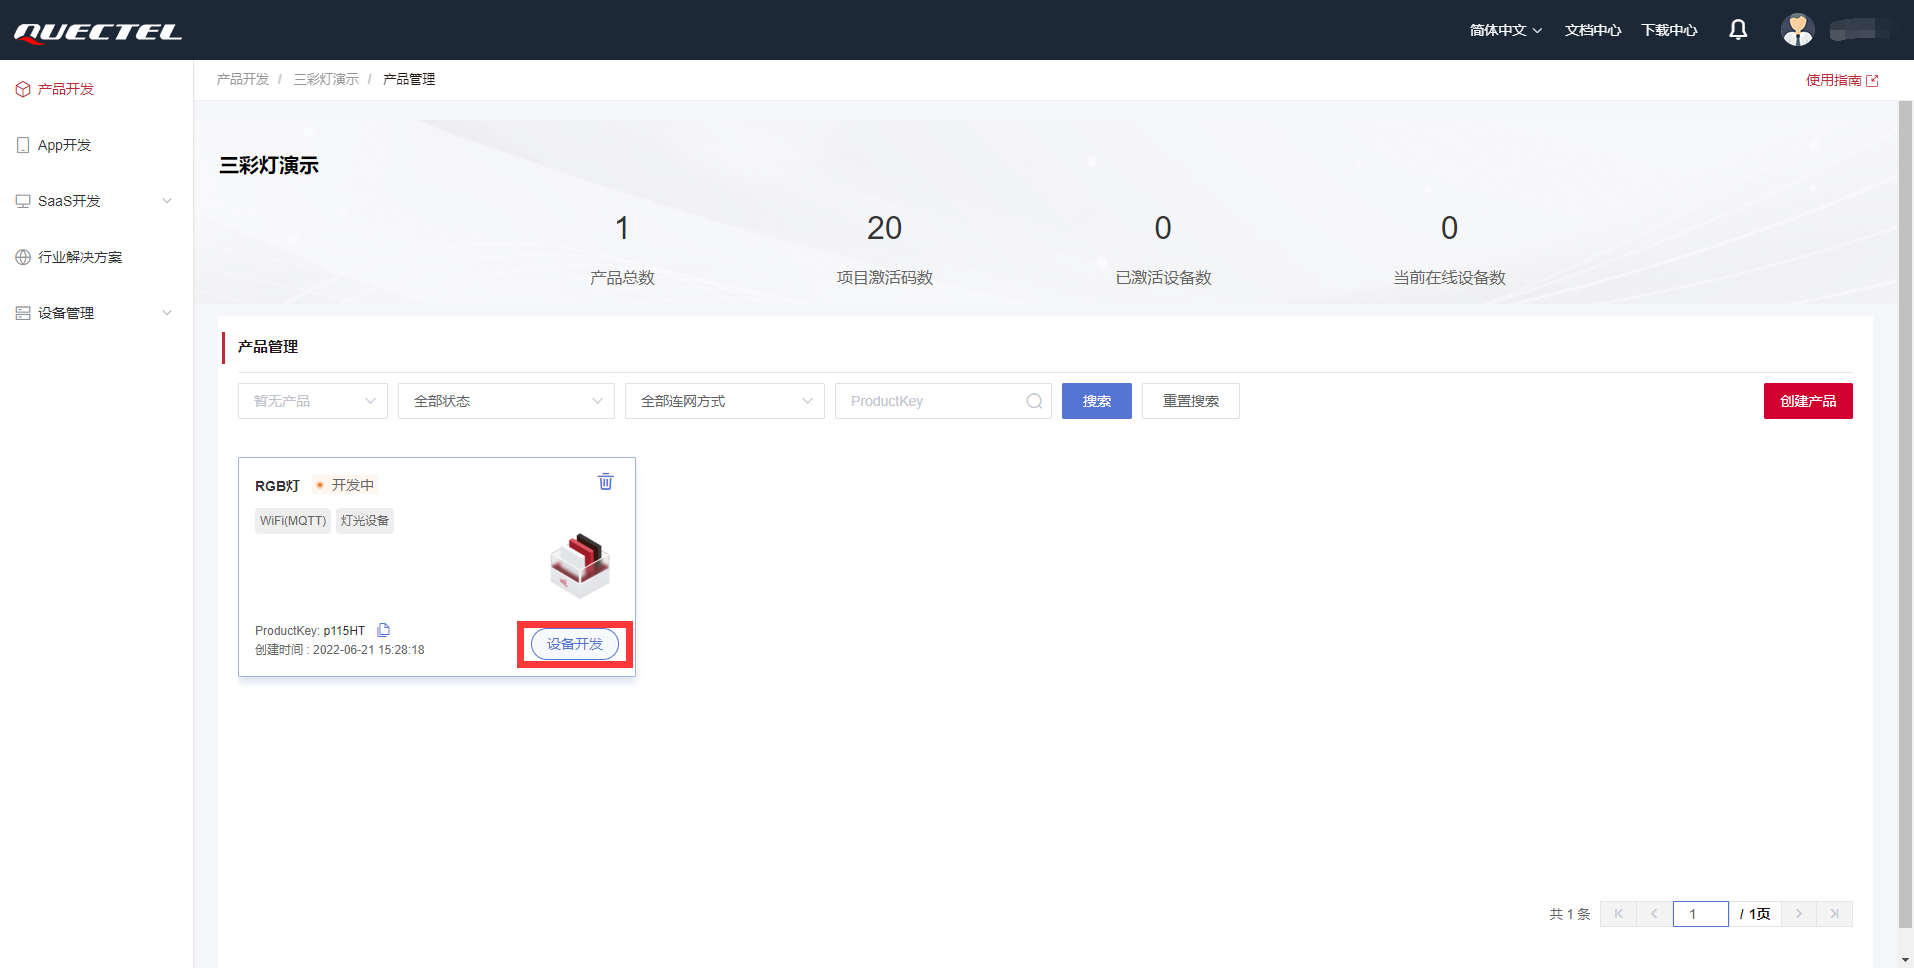 QUECTEL
简体中文 文档中心 下载中心
产品开发
App开发
SaaS开发
行业解决方案
设备管理
产品开发 / 三彩灯演示 / 产品管理
使用指南
三彩灯演示
1 20 0 0
产品总数 项目激活码数 已激活设备数 当前在线设备数
产品管理
暂无产品 全部状态 全部连网方式 ProductKey 搜索 重置搜索 创建产品
RGB灯 开发中
WiFi(MQTT) 灯光设备
ProductKey: p115HT
创建时间 : 2022-06-21 15:28:18
设备开发
共 1 条 1 / 1页